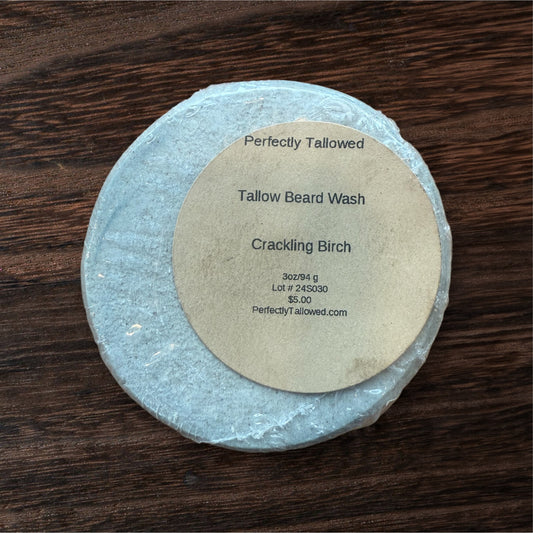 Perfectly Tallowed
Tallow Beard Wash
Crackling Birch
3oz/94 g
Lot # 24S030
$5.00
PerfectlyTallowed.com